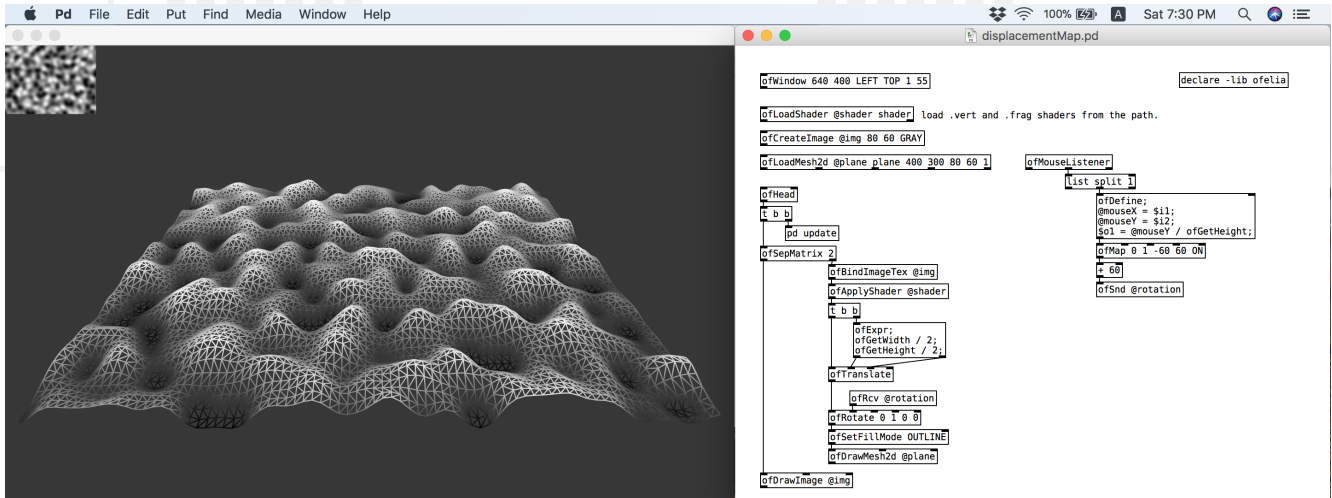 Pd File Edit Put Find Media Window Help
100% A Sat 7:30 PM
displacementMap.pd
ofWindow 640 400 LEFT TOP 1 55
declare -lib ofelia
ofLoadShader @shader shader load .vert and .frag shaders from the path.
ofCreateImage @img 80 60 GRAY
ofLoadMesh2d @plane plane 400 300 80 60 1
ofHead
t b b
pd update
ofSepMatrix 2
ofBindImageTex @img
ofApplyShader @shader
t b b
ofExpr;
ofGetWidth / 2;
ofGetHeight / 2;
ofTranslate
ofRcv @rotation
ofRotate 0 1 0 0
ofSetFillMode OUTLINE
ofDrawMesh2d @plane
ofDrawImage @img
ofMouseListener
list split 1
ofDefine;
@mouseX = $i1;
@mouseY = $i2;
$o1 = @mouseY / ofGetHeight;
ofMap 0 1 -60 60 ON
+ 60
ofSnd @rotation